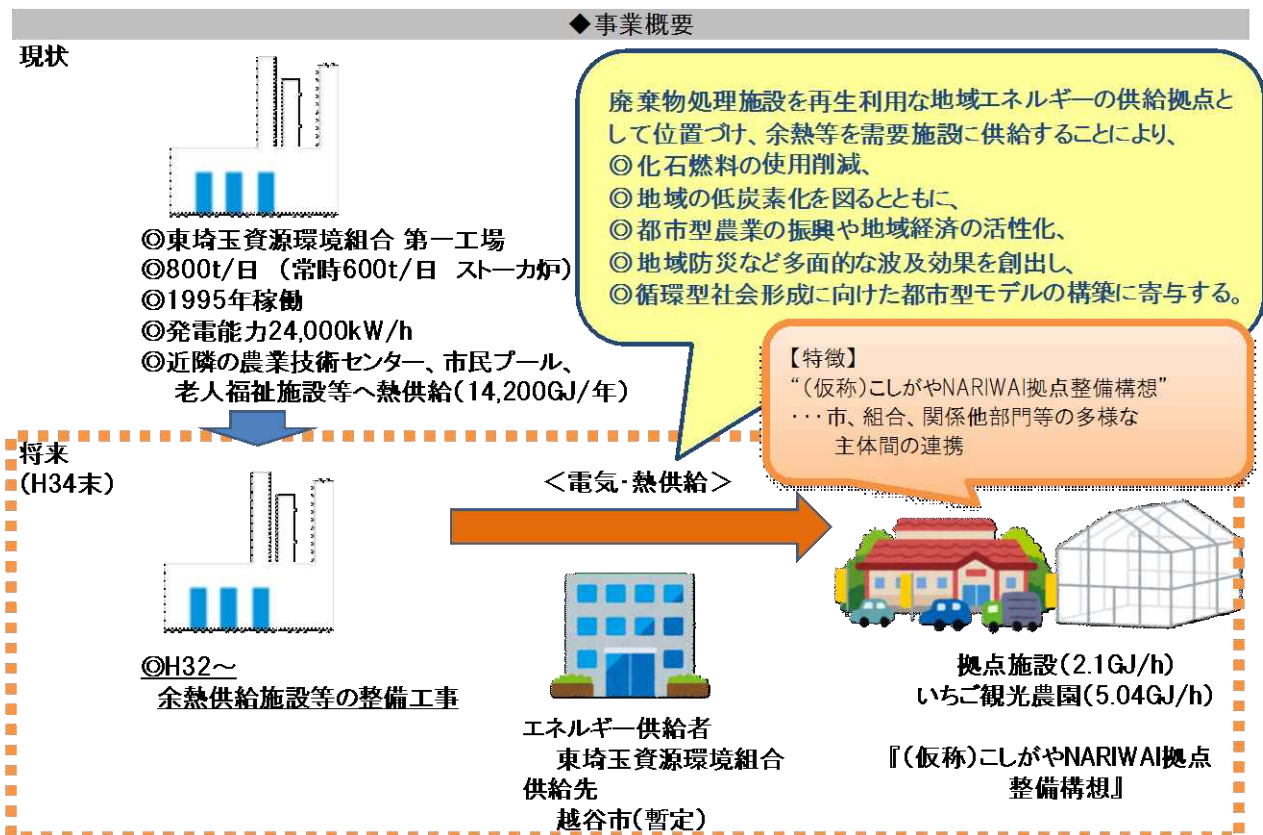 ◆事業概要
現状
廃棄物処理施設を再生利用な地域エネルギーの供給拠点と
して位置づけ、余熱等を需要施設に供給することにより、
◎化石燃料の使用削減、
◎地域の低炭素化を図るとともに、
◎都市型農業の振興や地域経済の活性化、
◎地域防災など多面的な波及効果を創出し、
◎循環型社会形成に向けた都市型モデルの構築に寄与する。
◎東埼玉資源環境組合 第一工場
◎800t/日 (常時600t/日 ストーカ炉)
◎1995年稼働
◎発電能力24,000kW/h
◎近隣の農業技術センター、市民プール、
老人福祉施設等へ熱供給(14,200GJ/年)
【特徴】
“(仮称)こしがやNARIWAI拠点整備構想”
・・・市、組合、関係他部門等の多様な
主体間の連携
将来
(H34末)
<電気・熱供給>
◎H32~
余熱供給施設等の整備工事
エネルギー供給者
東埼玉資源環境組合
供給先
越谷市(暫定)
拠点施設(2.1GJ/h)
いちご観光農園(5.04GJ/h)
『(仮称)こしがやNARIWAI拠点
整備構想』